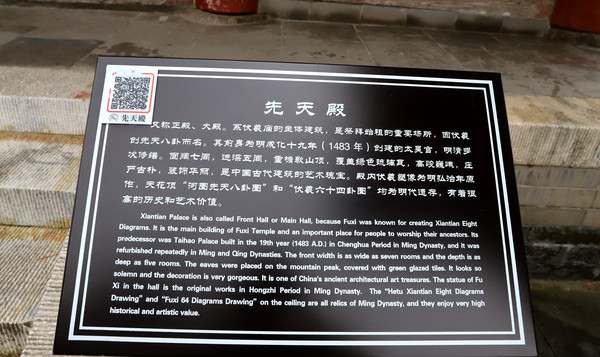 先天殿
先天殿
又称正殿、大殿。系伏羲庙的主体建筑，是祭拜始祖的重要场所，因伏羲
创先天八卦而名。其前身为明成化十九年（1483年）创建的太昊宫，明清多
次修缮。面阔七间，进深五间，重檐歇山顶，覆盖绿色琉璃瓦，高峻巍峨，庄
严古朴，装饰华丽，是中国古代建筑的艺术瑰宝。殿内伏羲塑像为明弘治年原
作，天花顶“河图先天八卦图”和“伏羲六十四卦图”均为明代遗存，有着很
高的历史和艺术价值。
Xiantian Palace is also called Front Hall or Main Hall, because Fuxi was known for creating Xiantian Eight
Diagrams. It is the main building of Fuxi Temple and an important place for people to worship their ancestors. Its
predecessor was Taihao Palace built in the 19th year (1483 A.D.) in Chenghua Period in Ming Dynasty, and it was
refurbished repeatedly in Ming and Qing Dynasties. The front width is as wide as seven rooms and the depth is as
deep as five rooms. The eaves were placed on the mountain peak, covered with green glazed tiles. It looks so
solemn and the decoration is very gorgeous. It is one of China's ancient architectural art treasures. The statue of Fu
Xi in the hall is the original works in Hongzhi Period in Ming Dynasty. The "Hetu Xiantian Eight Diagrams
Drawing" and "Fuxi 64 Diagrams Drawing" on the ceiling are all relics of Ming Dynasty, and they enjoy very high
historical and artistic value.